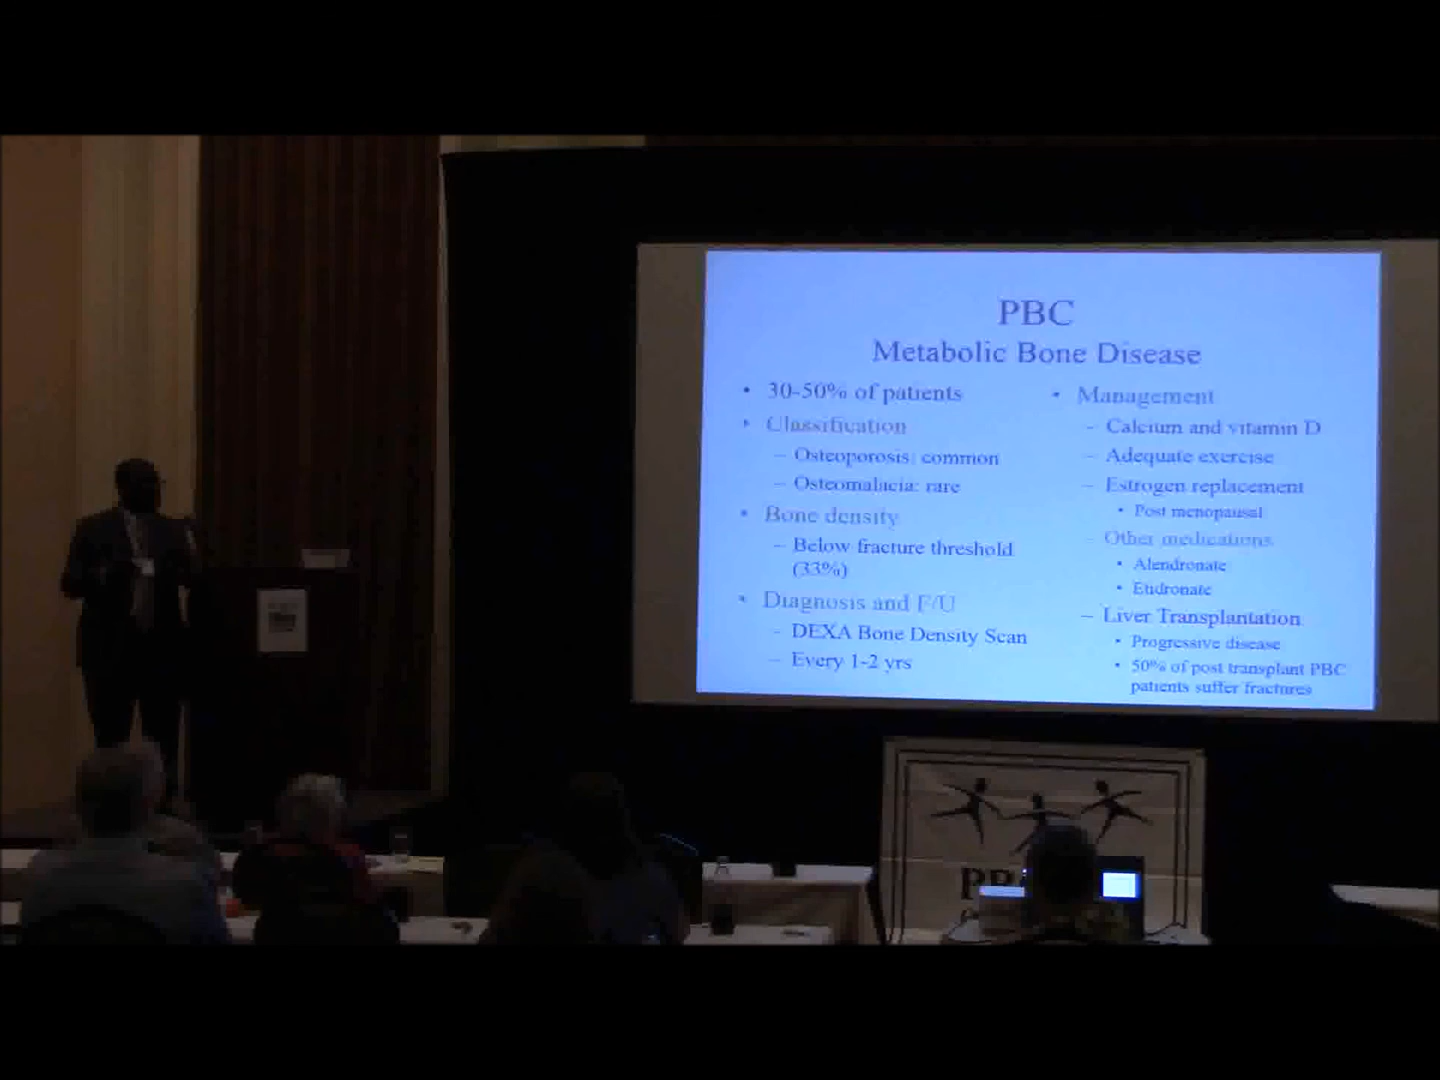 PBC
Metabolic Bone Disease
• 30-50% of patients
• Classification
– Osteoporosis: common
– Osteomalacia: rare
• Bone density
– Below fracture threshold
(33%)
• Diagnosis and F/U
– DEXA Bone Density Scan
– Every 1-2 yrs
• Management
– Calcium and vitamin D
– Adequate exercise
– Estrogen replacement
• Post menopausal
– Other medications
• Alendronate
• Etidronate
– Liver Transplantation
• Progressive disease
• 50% of post transplant PBC
patients suffer fractures